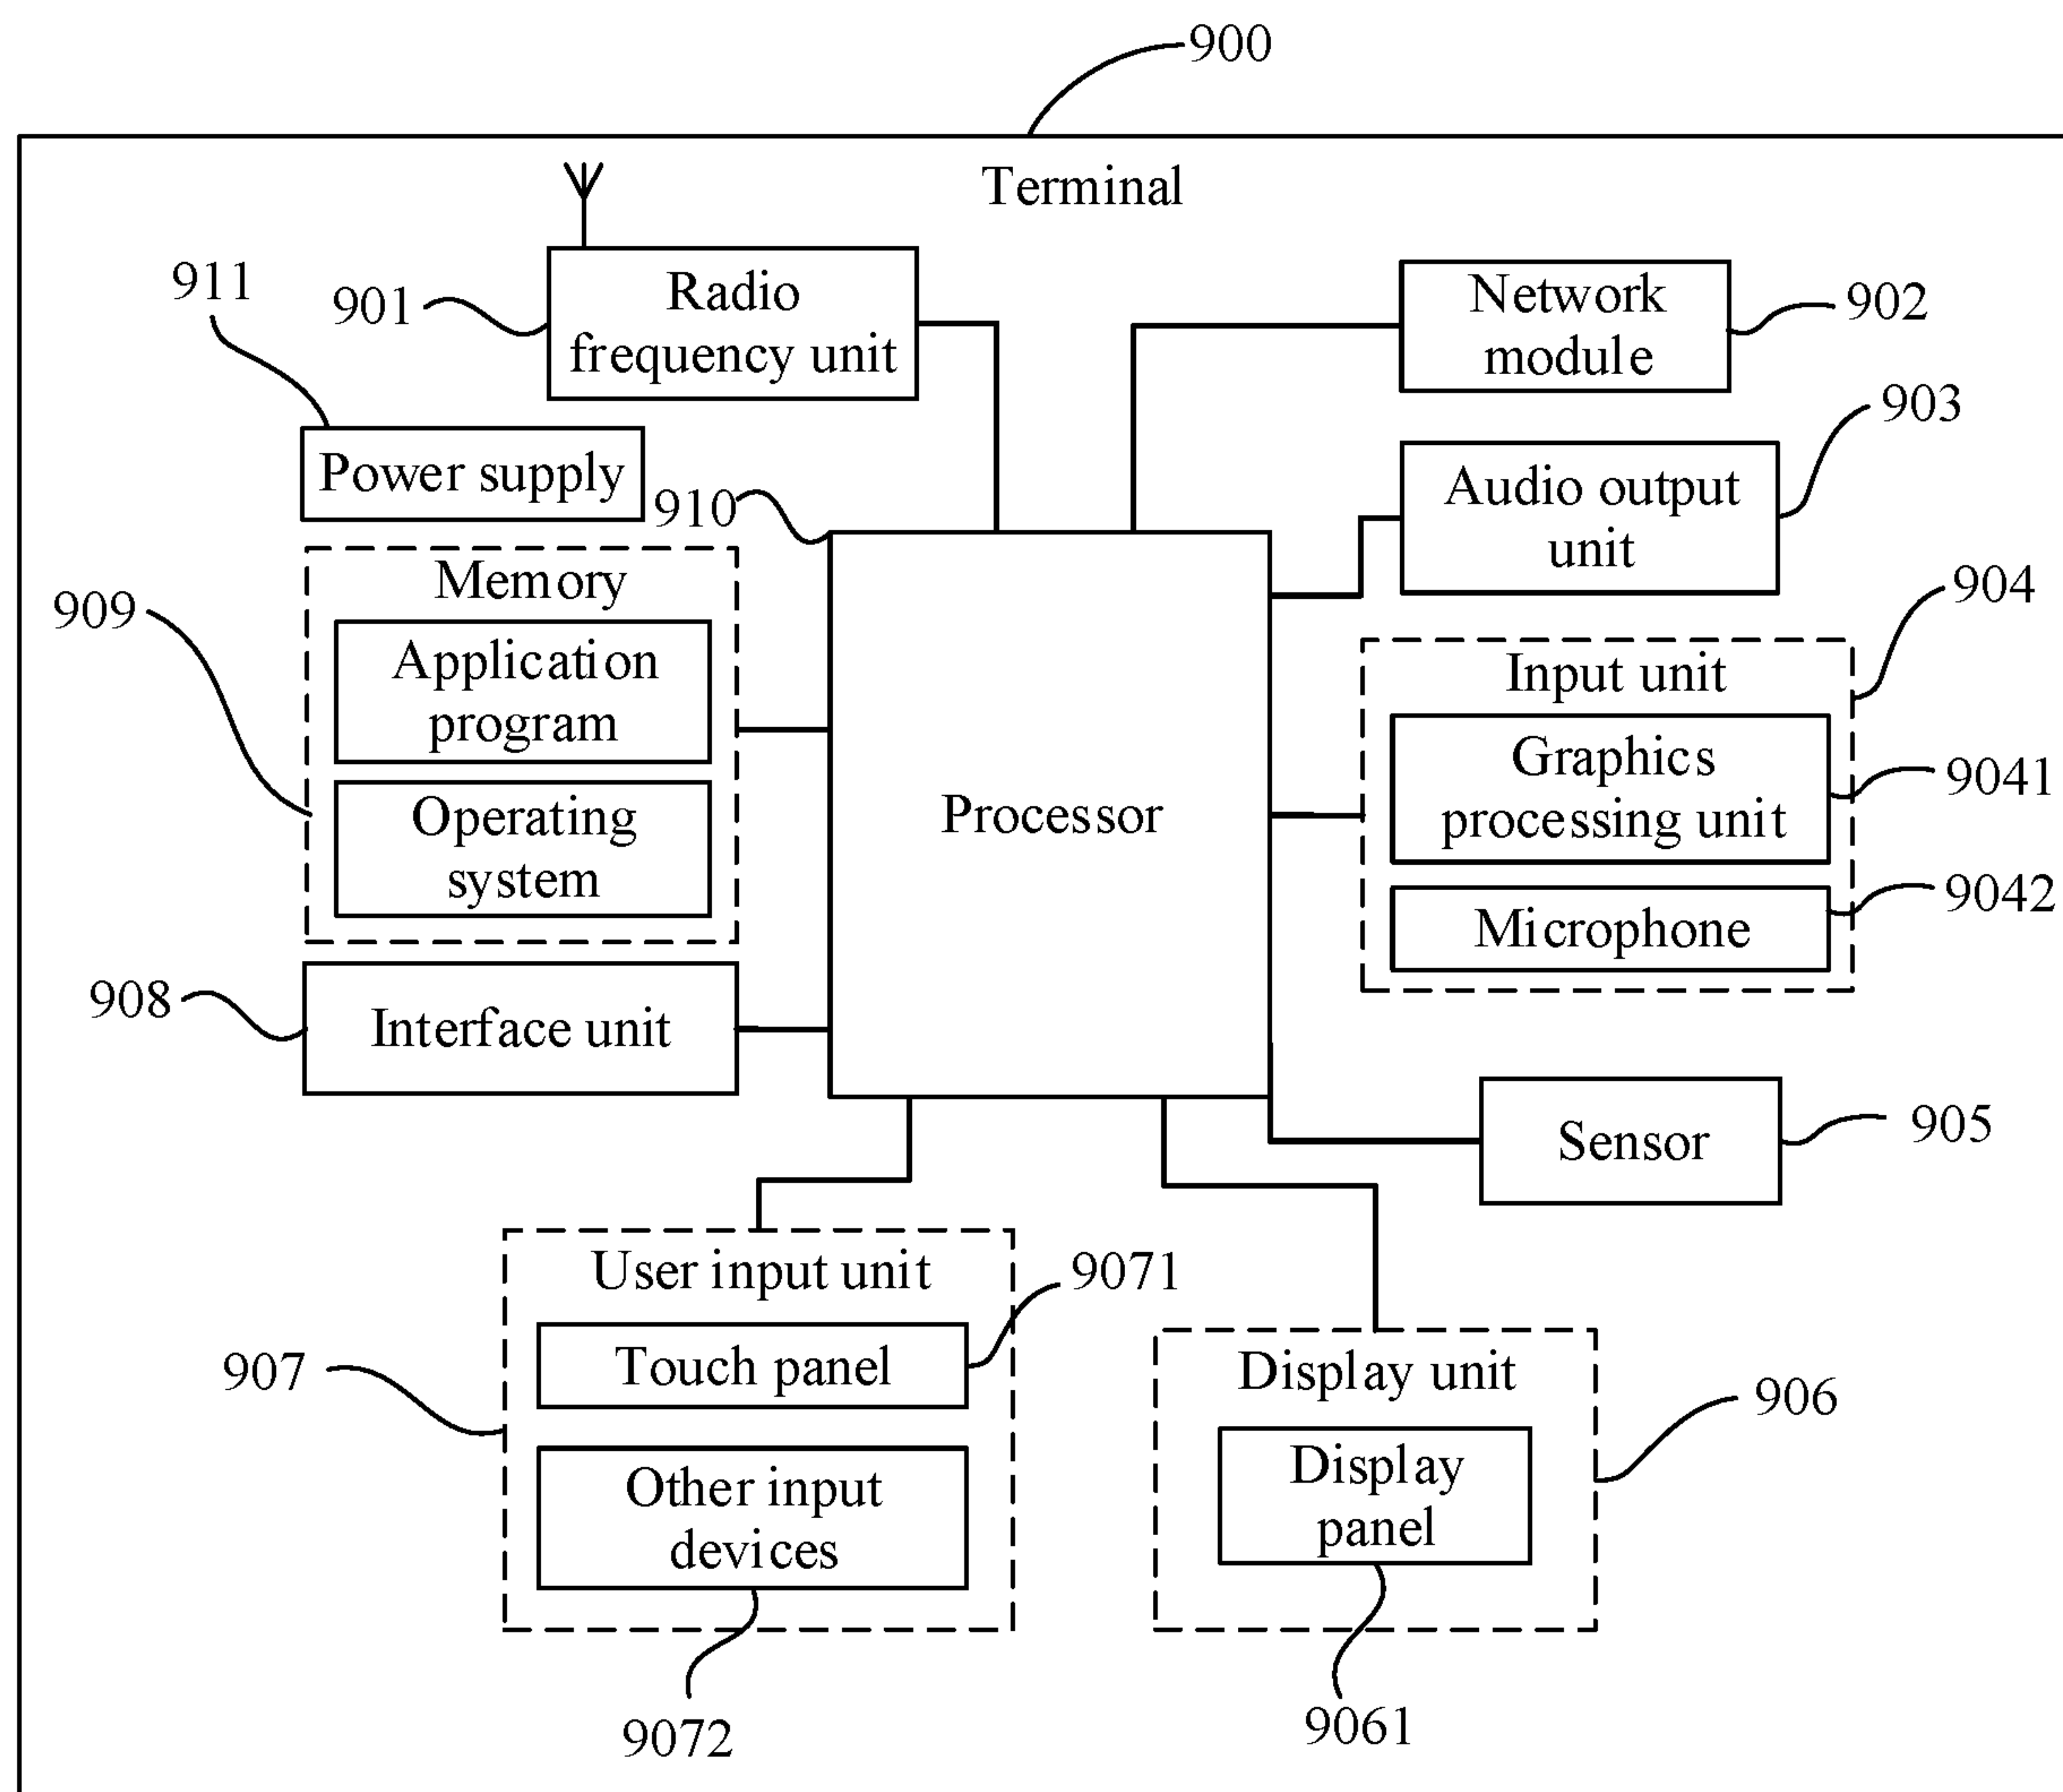 900
Terminal
911
901
Radio
frequency unit
Network
module
902
903
Power supply
910
Audio output
unit
904
909
Memory
Application
program
Operating
system
Processor
Input unit
Graphics
processing unit
9041
Microphone
9042
908
Interface unit
Sensor
905
User input unit
9071
Touch panel
907
Other input
devices
9072
Display unit
906
Display
panel
9061